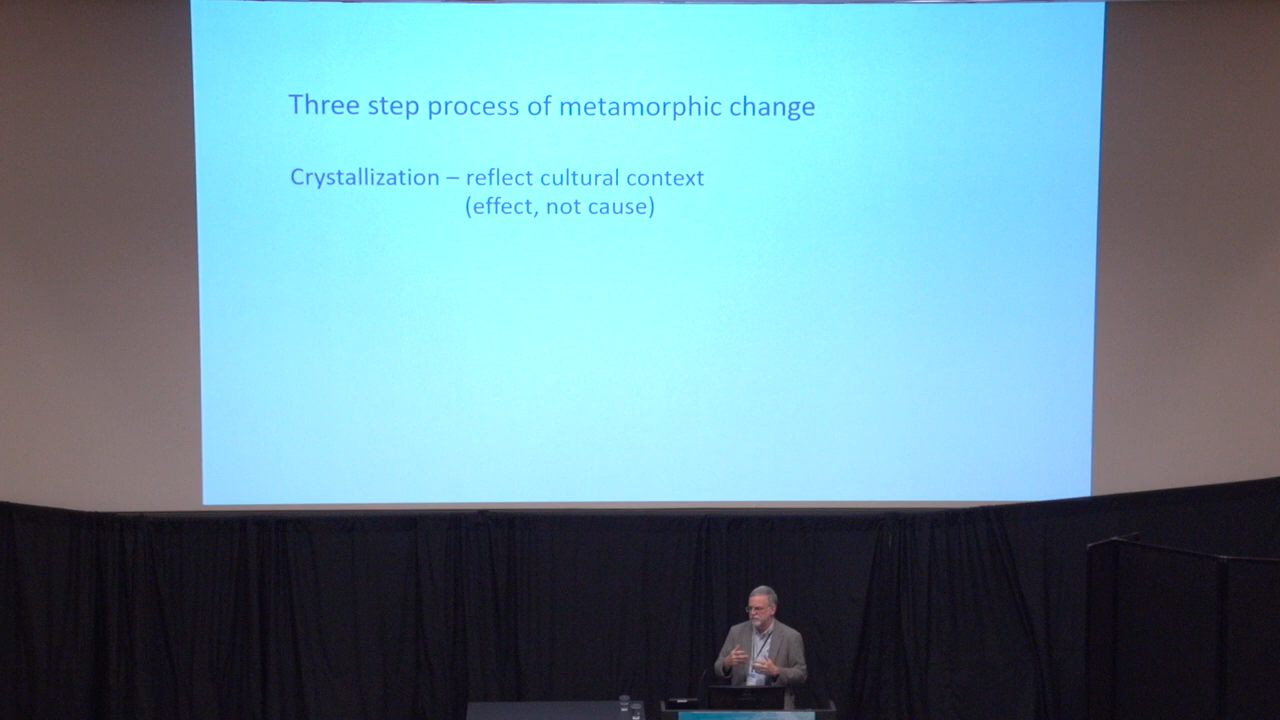 Three step process of metamorphic change
Crystallization – reflect cultural context
(effect, not cause)